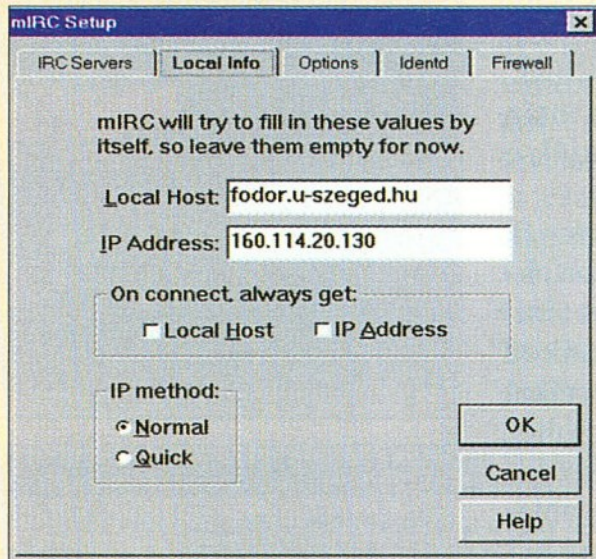 mIRC Setup
IRC Servers Local Info Options Identd Firewall
mIRC will try to fill in these values by
itself, so leave them empty for now.
Local Host: fodor.u-szeged.hu
IP Address: 160.114.20.130
On connect, always get:
Local Host IP Address
IP method:
Normal
Quick
OK
Cancel
Help